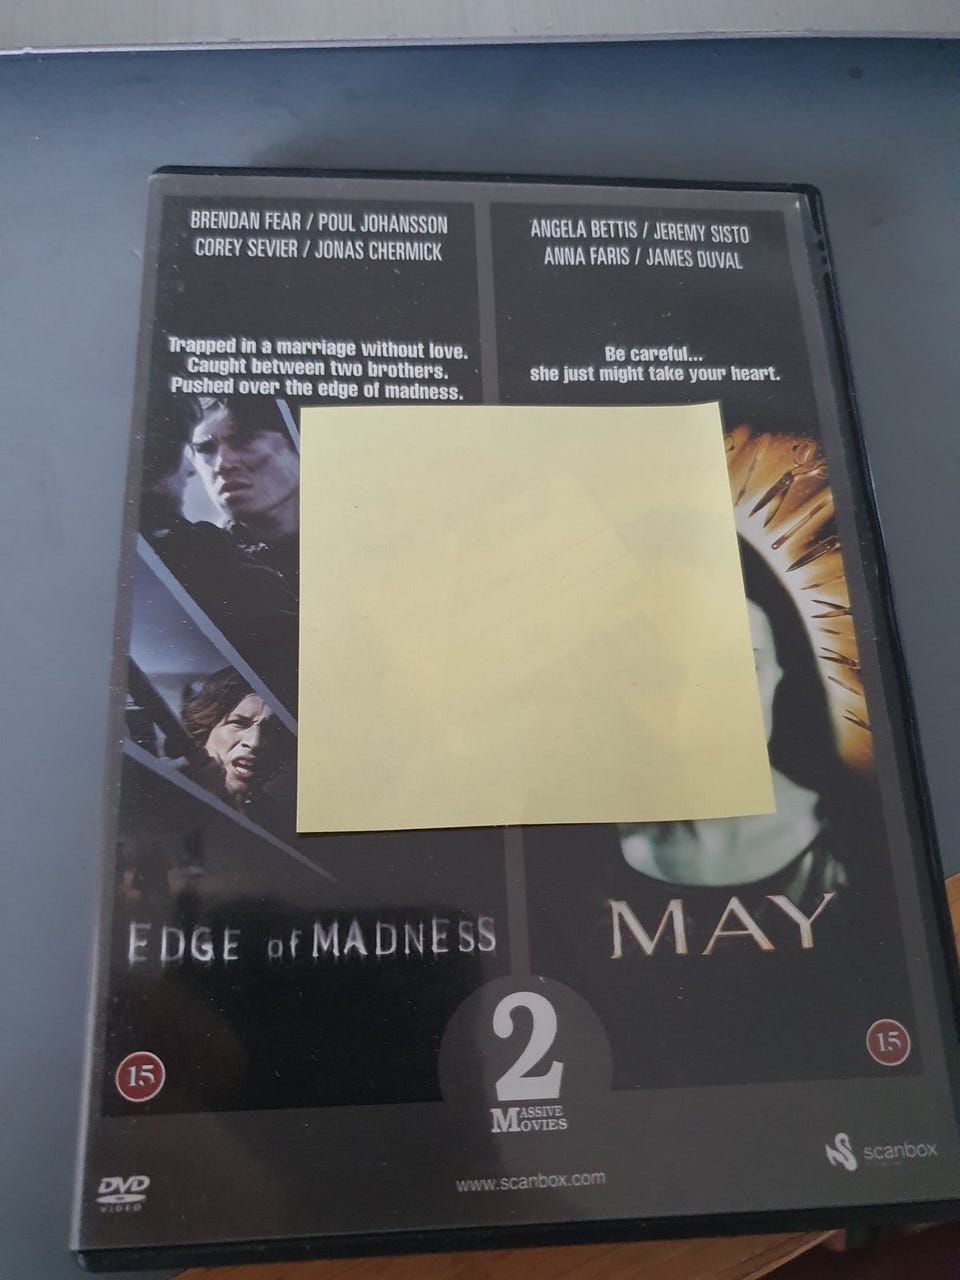 BRENDAN FEAR / POUL JOHANSSON
COREY SEVIER / JONAS CHERMICK
Trapped in a marriage without love.
Caught between two brothers.
Pushed over the edge of madness.
EDGE of MADNESS
15
ANGELA BETTIS / JEREMY SISTO
ANNA FARIS / JAMES DUVAL
Be careful...
she just might take your heart.
MAY
15
2
MASSIVE
MOVIES
DVD
VIDEO
www.scanbox.com
scanbox